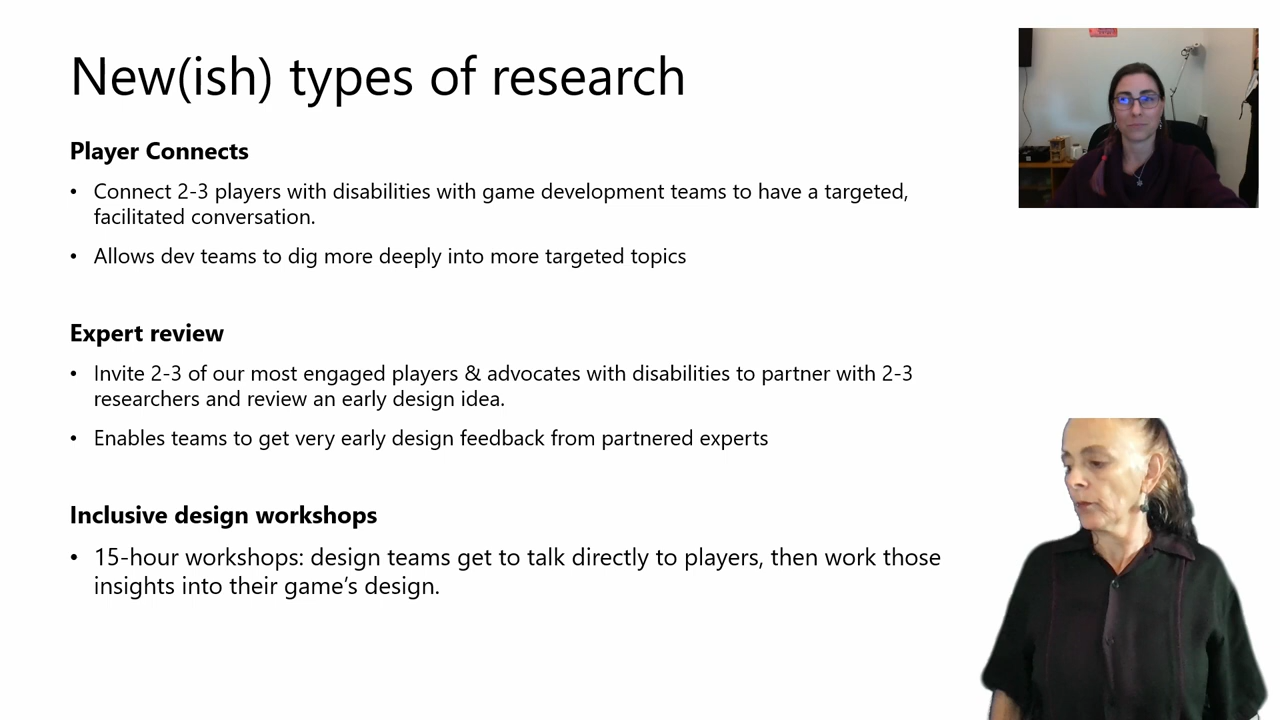 New(ish) types of research
Player Connects
• Connect 2-3 players with disabilities with game development teams to have a targeted,
facilitated conversation.
• Allows dev teams to dig more deeply into more targeted topics
Expert review
• Invite 2-3 of our most engaged players & advocates with disabilities to partner with 2-3
researchers and review an early design idea.
• Enables teams to get very early design feedback from partnered experts
Inclusive design workshops
• 15-hour workshops: design teams get to talk directly to players, then work those
insights into their game’s design.